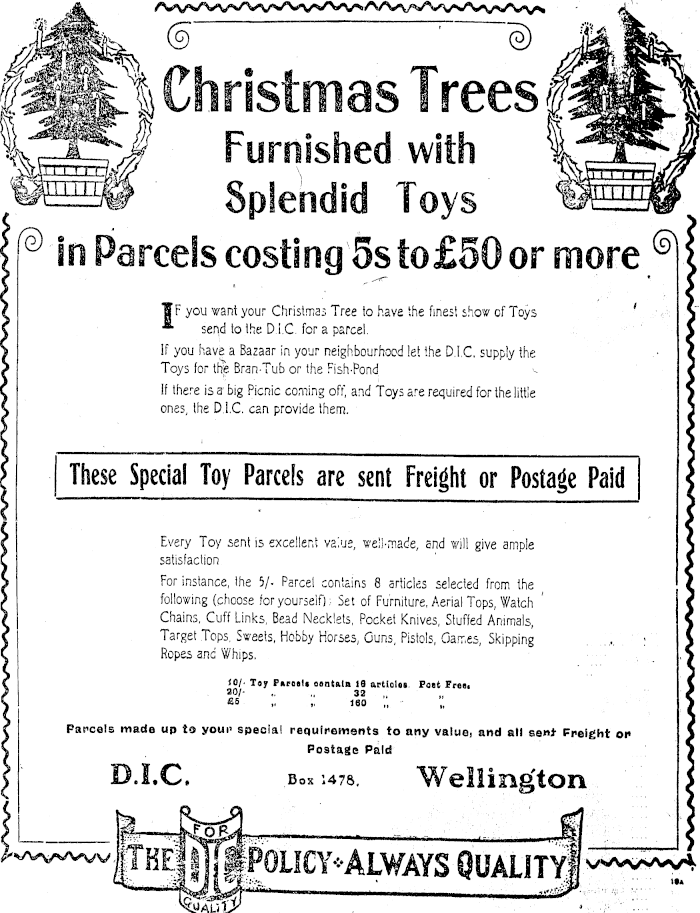 Christmas Trees
Furnished with
Splendid Toys
in Parcels costing 5s to £50 or more
IF you want your Christmas Tree to have the finest show of Toys
send to the D.I.C. for a parcel.
If you have a Bazaar in your neighbourhood let the D.I.C. supply the
Toys for the Bran-Tub or the Fish-Pond
If there is a big Picnic coming off, and Toys are required for the little
ones, the D.I.C. can provide them.
These Special Toy Parcels are sent Freight or Postage Paid
Every Toy sent is excellent value, well-made, and will give ample
satisfaction
For instance, the 5/- Parcel contains 8 articles selected from the
following (choose for yourself): Set of Furniture, Aerial Tops, Watch
Chains, Cuff Links, Bead Necklets, Pocket Knives, Stuffed Animals,
Target Tops, Sweets, Hobby Horses, Guns, Pistols, Games, Skipping
Ropes and Whips.
10/- Toy Parcels contain 16 articles Post Free.
20/- „ „ 32 „ „
£5 „ „ 160 „ „
Parcels made up to your special requirements to any value, and all sent Freight or
Postage Paid
D.I.C. Box 1478, Wellington
FOR
THE DIC POLICY ALWAYS QUALITY
QUALITY
18A